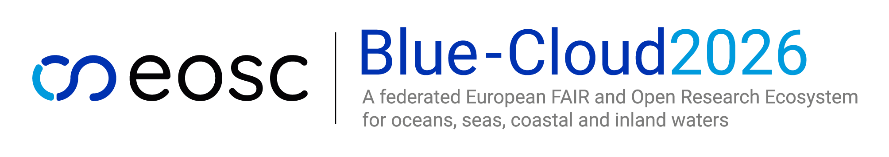 eosc
Blue-Cloud2026
A federated European FAIR and Open Research Ecosystem
for oceans, seas, coastal and inland waters